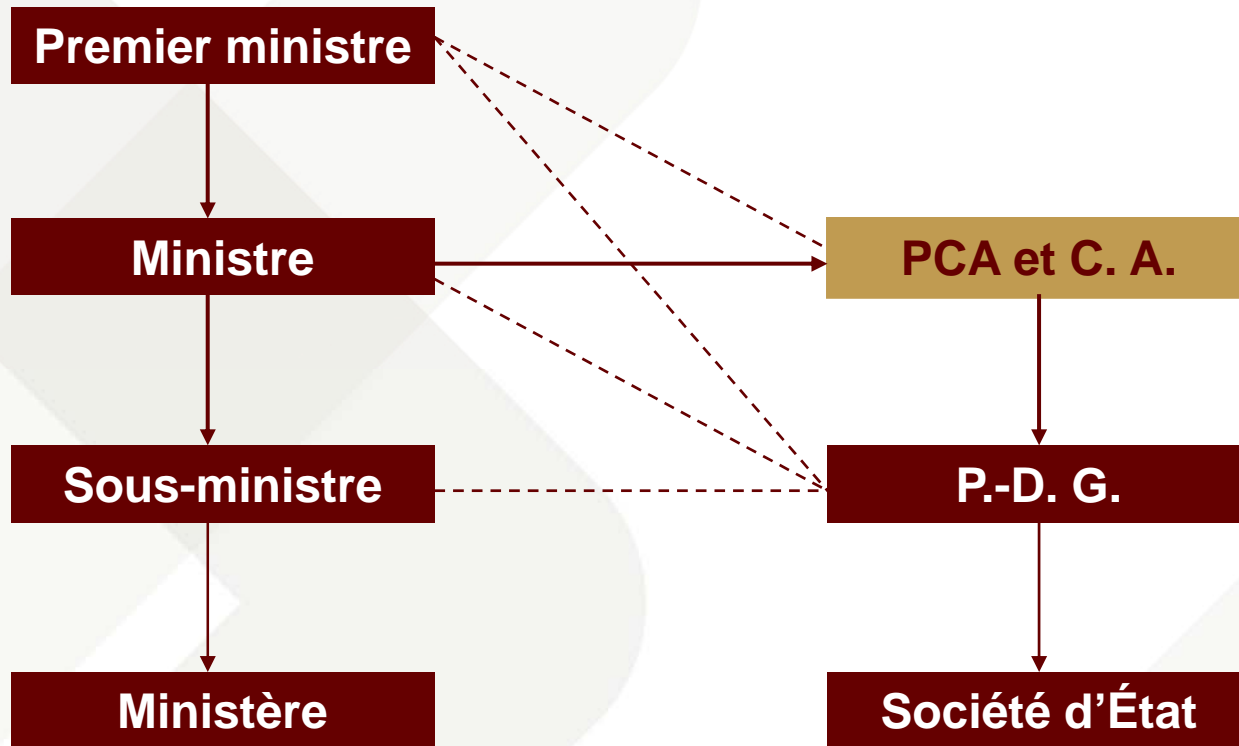 Premier ministre
Ministre
PCA et C. A.
Sous-ministre
P.-D. G.
Ministère
Société d’État